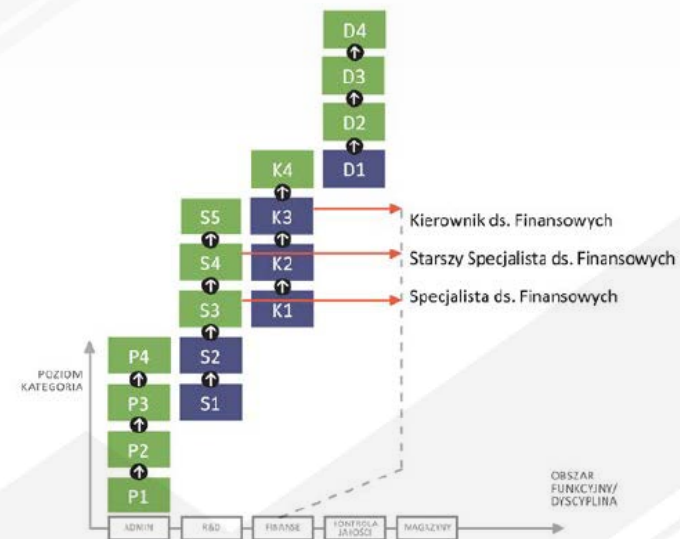 D4
D3
D2
K4
D1
S5
K3
Kierownik ds. Finansowych
S4
K2
Starszy Specjalista ds. Finansowych
S3
K1
Specjalista ds. Finansowych
POZIOM
KATEGORIA
P4
S2
P3
S1
P2
P1
OBSZAR
FUNKCYJNY/
DYSCYPLINA
ADMIN
R&D
FINANSE
KONTROLA
JAKOŚCI
MAGAZYNY